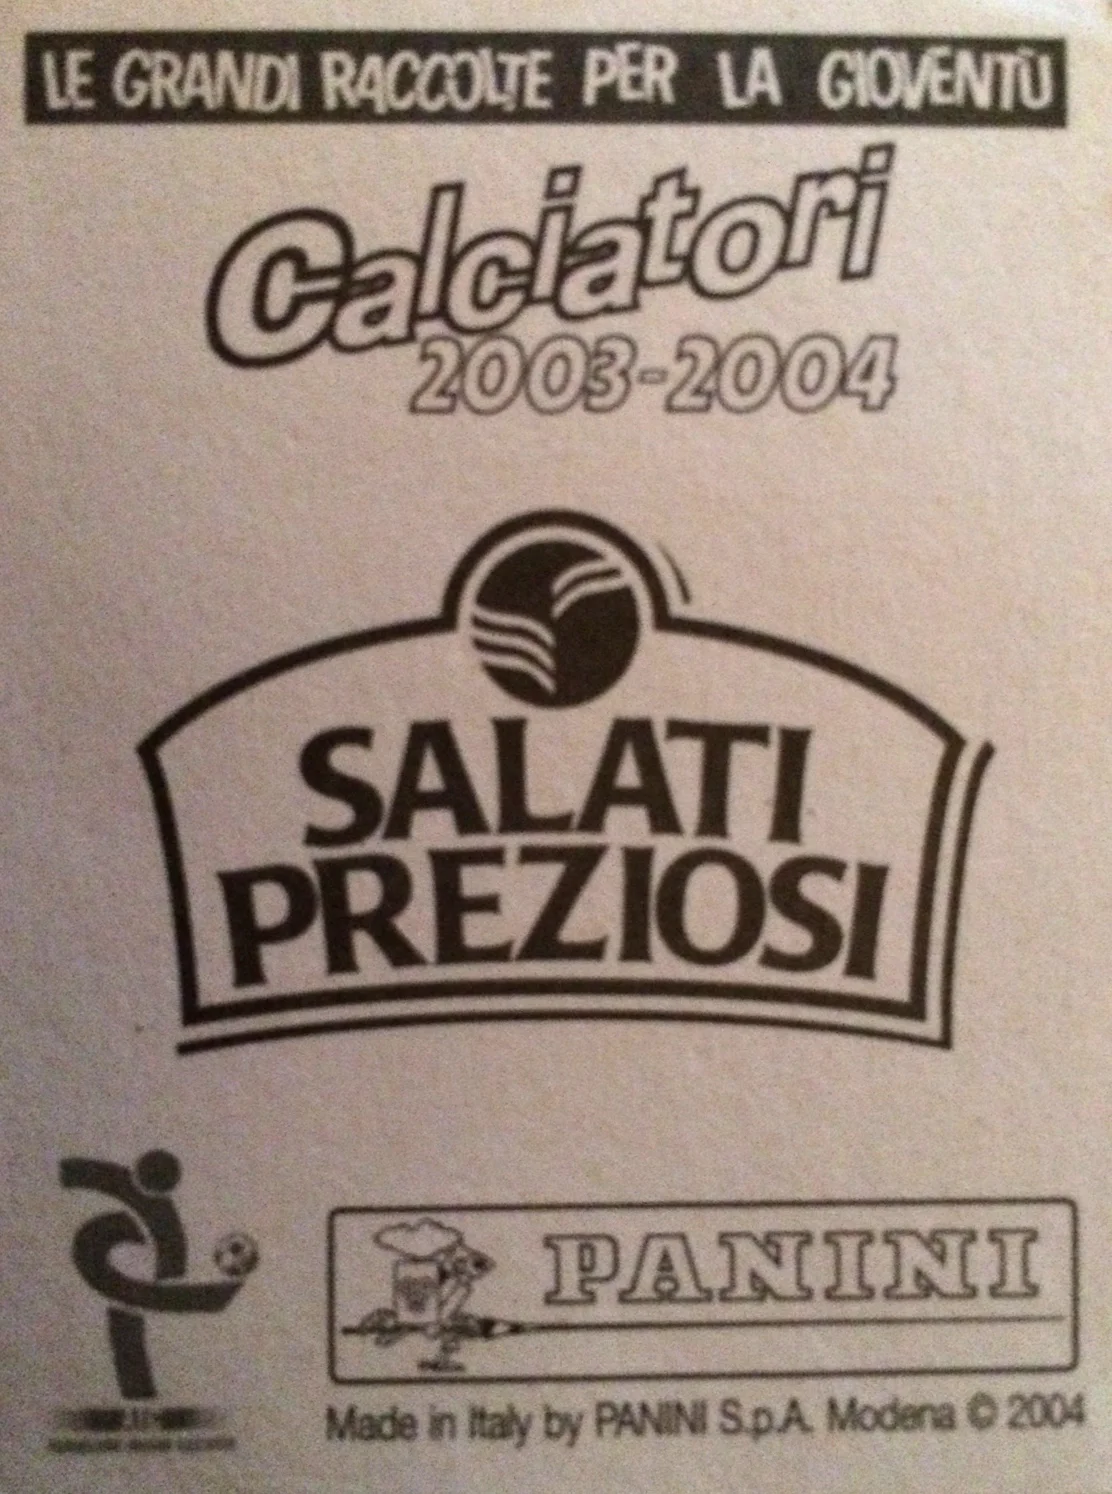 LE GRANDI RACCOLTE PER LA GIOVENTÙ
Calciatori
2003-2004
SALATI
PREZIOSI
PANINI
Made in Italy by PANINI S.p.A. Modena © 2004